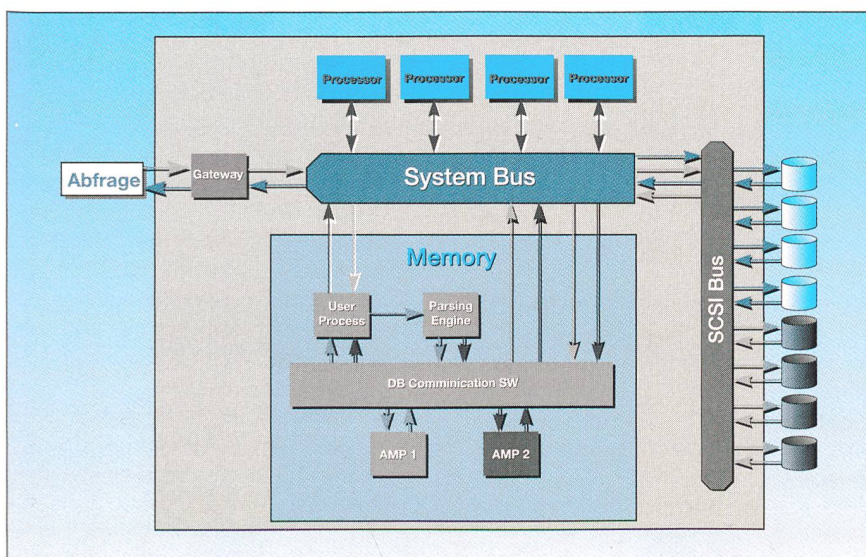 Processor Processor Processor Processor
Abfrage
Gateway
System Bus
Memory
User
Process
Parsing
Engine
SCSI Bus
DB Comminication SW
AMP 1
AMP 2